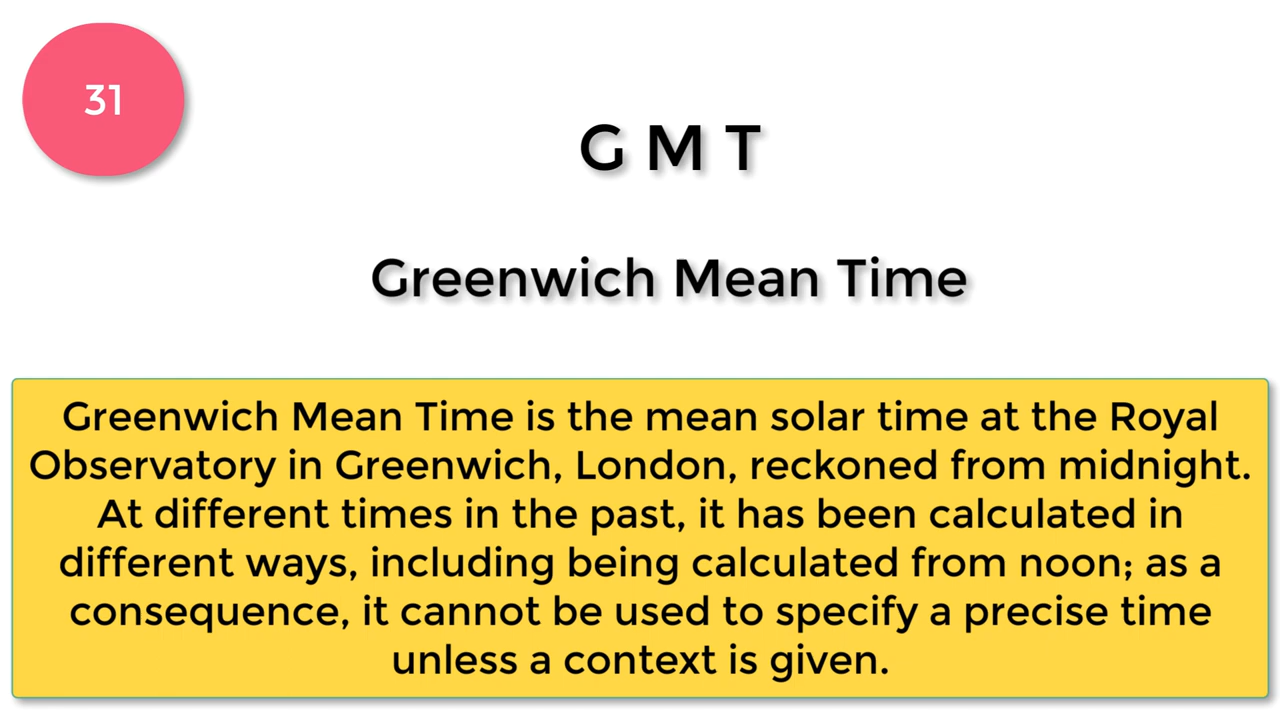 31
G M T
Greenwich Mean Time
Greenwich Mean Time is the mean solar time at the Royal
Observatory in Greenwich, London, reckoned from midnight.
At different times in the past, it has been calculated in
different ways, including being calculated from noon; as a
consequence, it cannot be used to specify a precise time
unless a context is given.